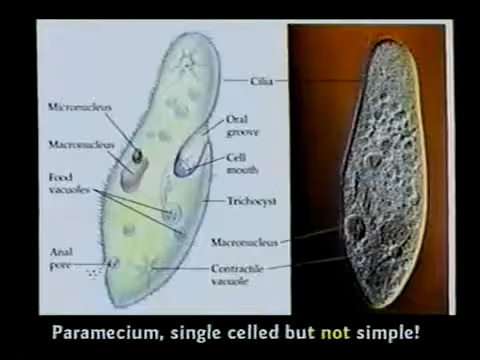 Cilia
Micronucleus
Oral
groove
Macronucleus
Cell
mouth
Food
vacuoles
Trichocyst
Macronucleus
Anal
pore
Contractile
vacuole
Paramecium, single celled but not simple!